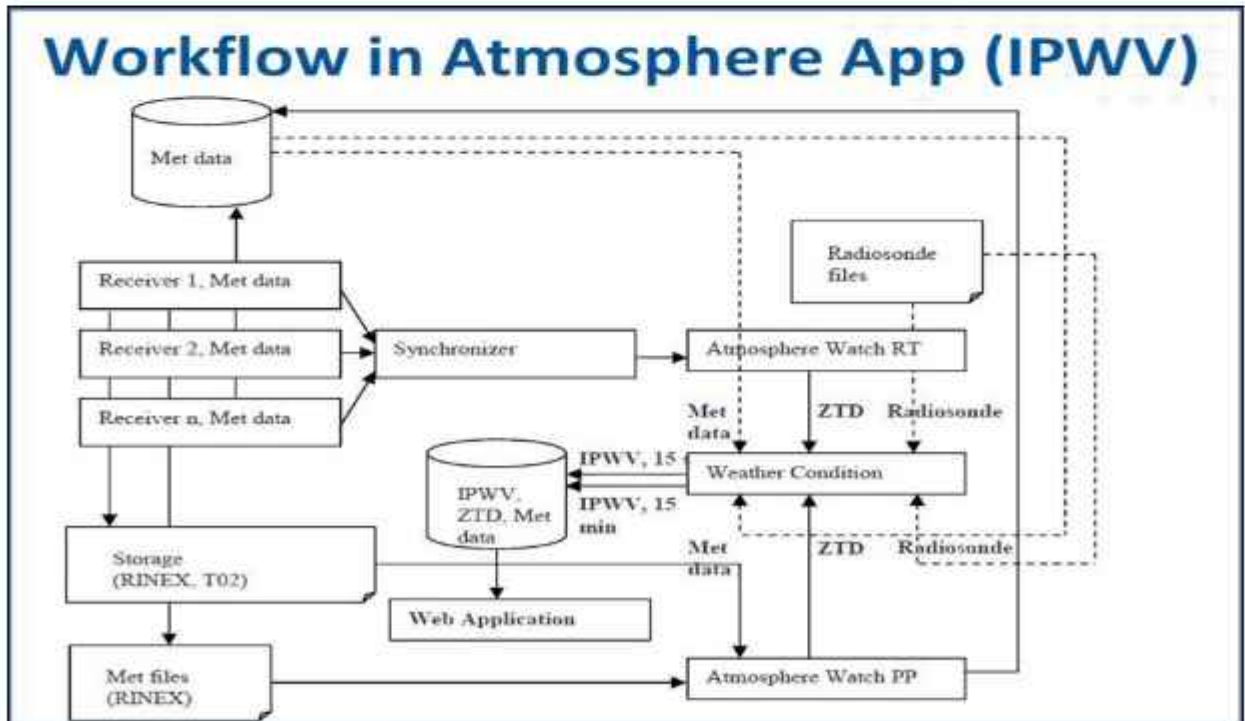 Workflow in Atmosphere App (IPWV)
Met data
Radiosonde
files
Receiver 1, Met data
Receiver 2, Met data
Receiver n, Met data
Synchronizer
Atmosphere Watch RT
Met
data
ZTD
Radiosonde
IPWV, 15
Weather Condition
IPWV,
ZTD, Met
data
IPWV, 15
min
Met
data
ZTD
Radiosonde
Storage
(RINEX, T02)
Web Application
Met files
(RINEX)
Atmosphere Watch PP